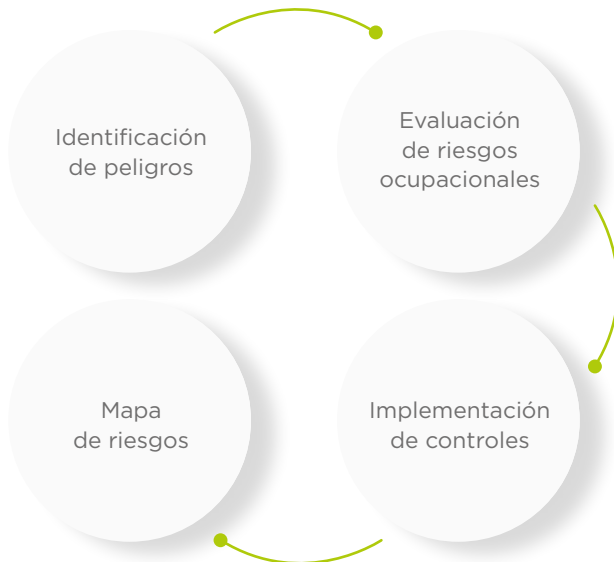 Identificación
de peligros
Evaluación
de riesgos
ocupacionales
Implementación
de controles
Mapa
de riesgos